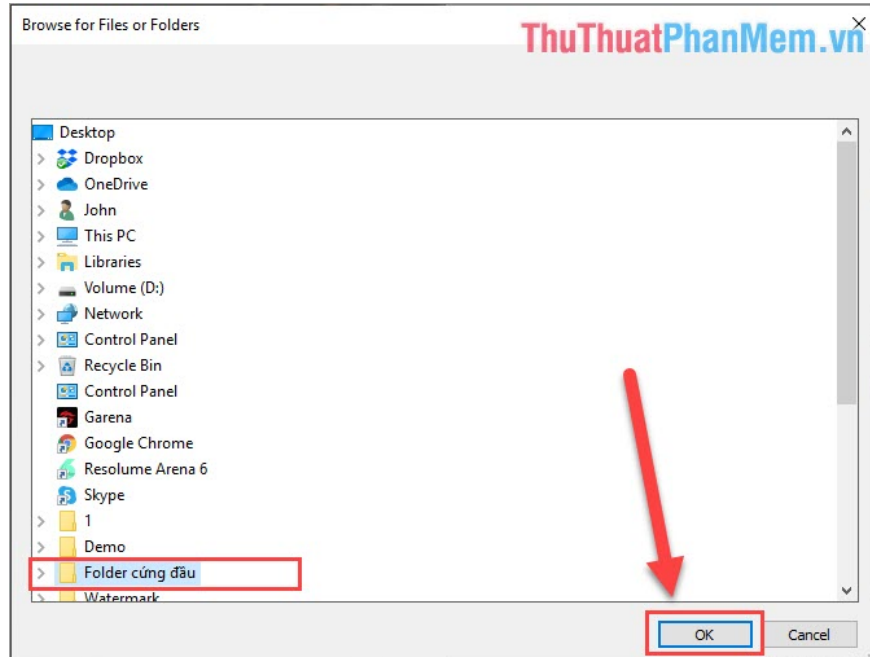 Browse for Files or Folders
ThuThuatPhanMem.vn
Desktop
Dropbox
OneDrive
John
This PC
Libraries
Volume (D:)
Network
Control Panel
Recycle Bin
Control Panel
Garena
Google Chrome
Resolume Arena 6
Skype
1
Demo
Folder cứng đầu
Watermark
OK
Cancel